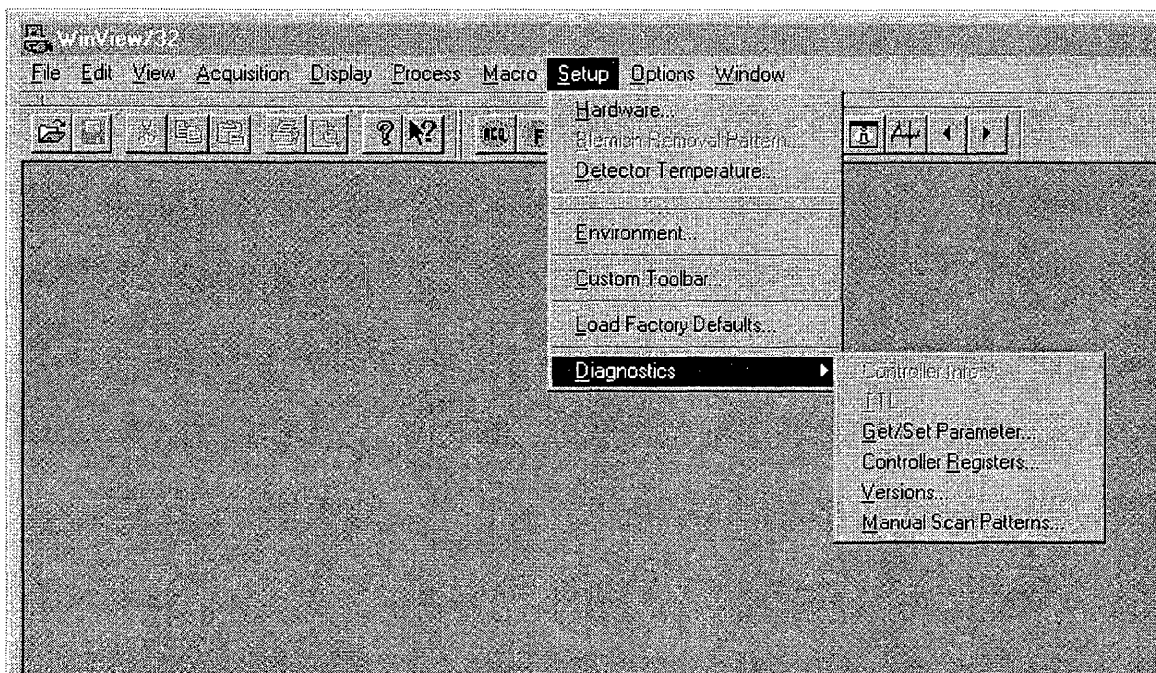 WinView/32
File Edit View Acquisition Display Process Macro Setup Options Window
ACQ F
Hardware...
Blemish Removal Pattern...
Detector Temperature...
Environment...
Custom Toolbar...
Load Factory Defaults...
Diagnostics
Controller Info...
TTL...
Get/Set Parameter...
Controller Registers...
Versions...
Manual Scan Patterns...